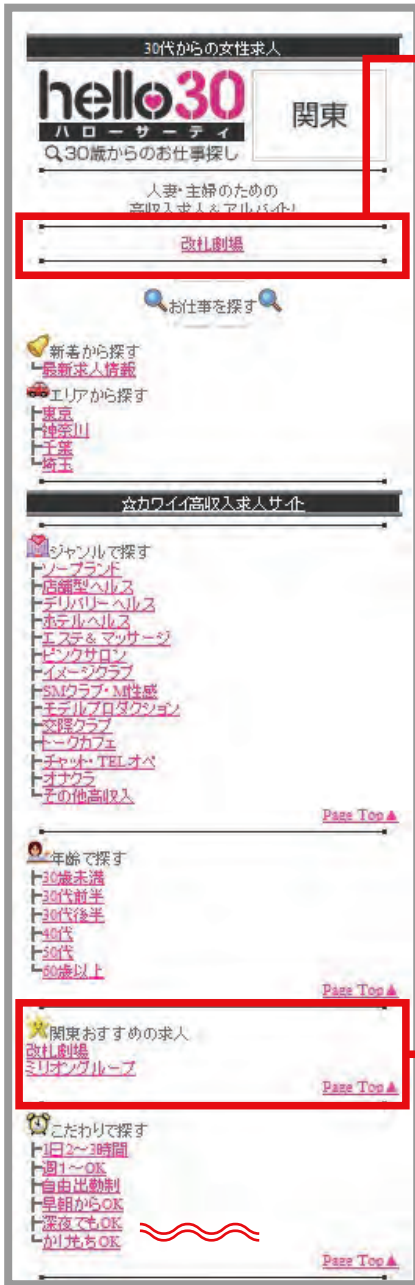 30代からの女性求人
hello30
ハローサーティ
30歳からのお仕事探し
関東
人妻・主婦のための
高収入求人&アルバイト!
改札劇場
お仕事を探す
新着から探す
最新求人情報
エリアから探す
東京
神奈川
千葉
埼玉
☆カワイイ高収入求人サイト
ジャンルで探す
ソープランド
店舗型ヘルス
デリバリーヘルス
ホテルヘルス
エステ&マッサージ
ピンクサロン
イメージクラブ
SMクラブ・M性感
モデルプロダクション
交際クラブ
トークカフェ
チャット・TELオペ
オナクラ
その他高収入
Page Top▲
年齢で探す
30歳未満
30代前半
30代後半
40代
50代
60歳以上
Page Top▲
関東おすすめの求人
改札劇場
ミリオングループ
Page Top▲
こだわりで探す
1日2~3時間
週1~OK
自由出勤制
早朝からOK
深夜でもOK
かけもちOK
Page Top▲